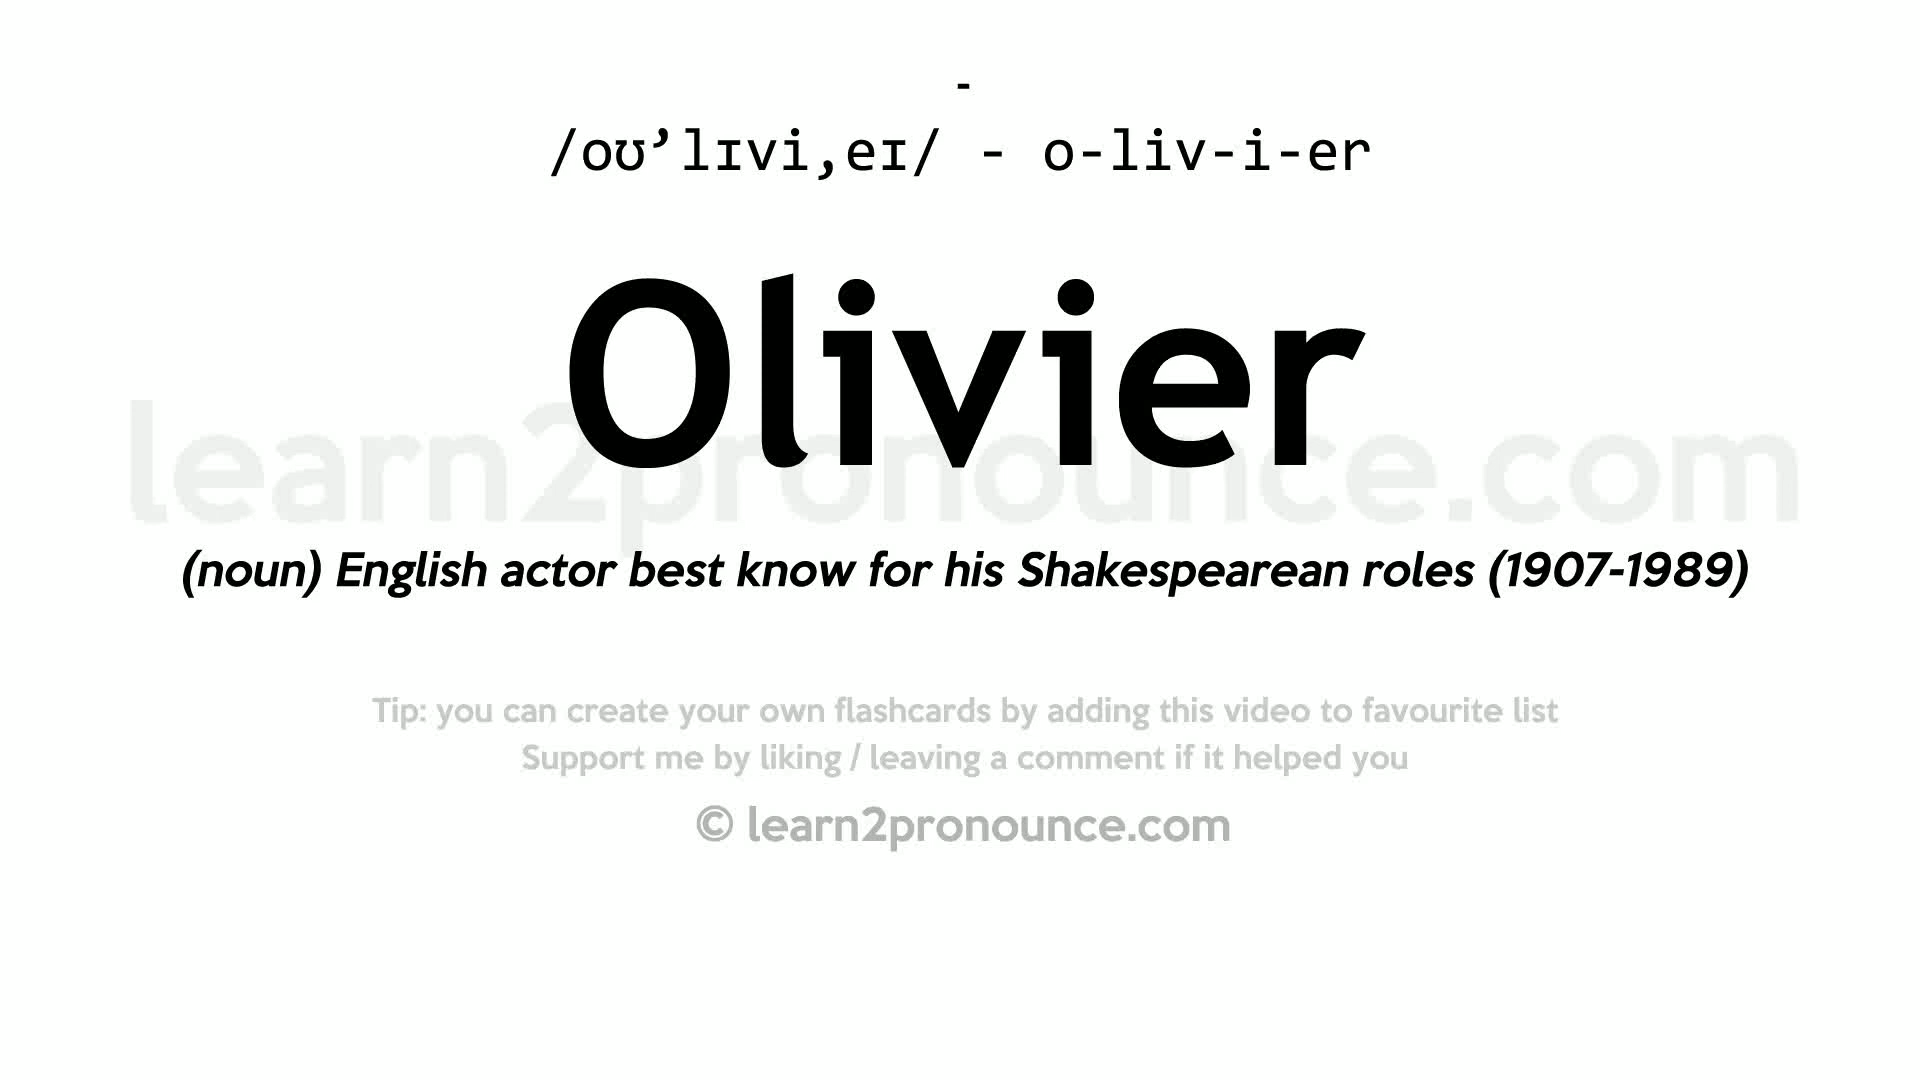 -
/oʊ’lɪvi,eɪ/ - o-liv-i-er
Olivier
learn2pronounce.com
(noun) English actor best know for his Shakespearean roles (1907-1989)
Tip: you can create your own flashcards by adding this video to favourite list
Support me by liking / leaving a comment if it helped you
© learn2pronounce.com